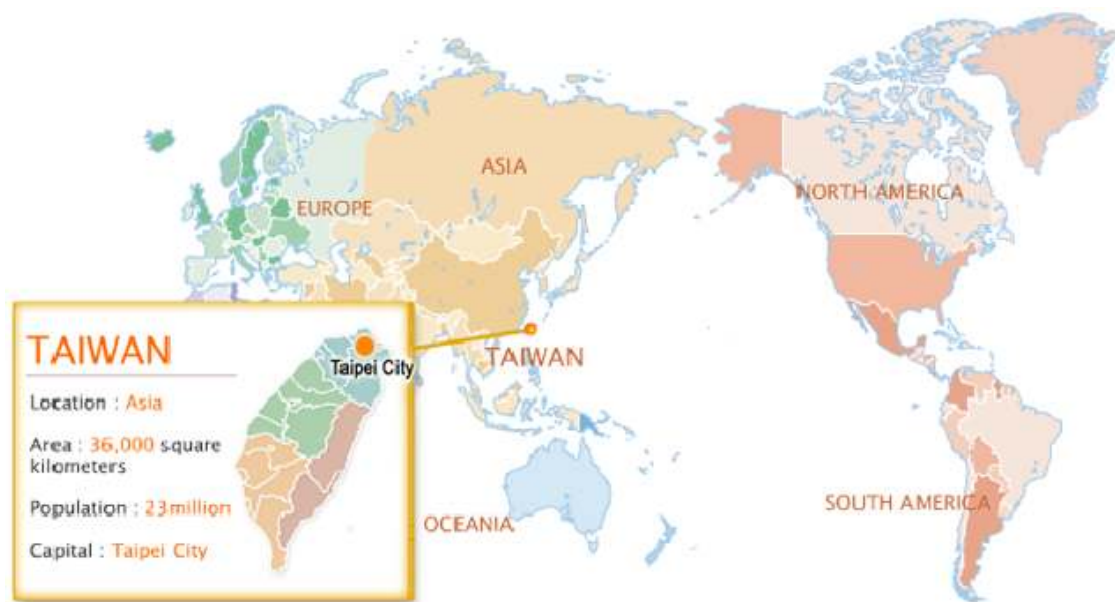 ASIA
NORTH AMERICA
EUROPE
TAIWAN
TAIWAN
Taipei City
Location : Asia
Area : 36,000 square
kilometers
Population : 23million
Capital : Taipei City
SOUTH AMERICA
OCEANIA